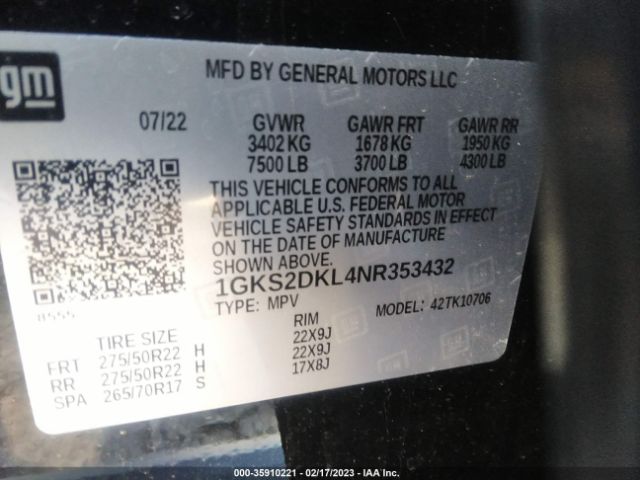 gm
MFD BY GENERAL MOTORS LLC
07/22 GVWR GAWR FRT GAWR RR
3402 KG 1678 KG 1950 KG
7500 LB 3700 LB 4300 LB
THIS VEHICLE CONFORMS TO ALL
APPLICABLE U.S. FEDERAL MOTOR
VEHICLE SAFETY STANDARDS IN EFFECT
ON THE DATE OF MANUFACTURE
SHOWN ABOVE.
1GKS2DKL4NR353432
TYPE: MPV MODEL: 42TK10706
TIRE SIZE RIM
FRT 275/50R22 H 22X9J
RR 275/50R22 H 22X9J
SPA 265/70R17 S 17X8J
000-35910221 - 02/17/2023 - IAA Inc.